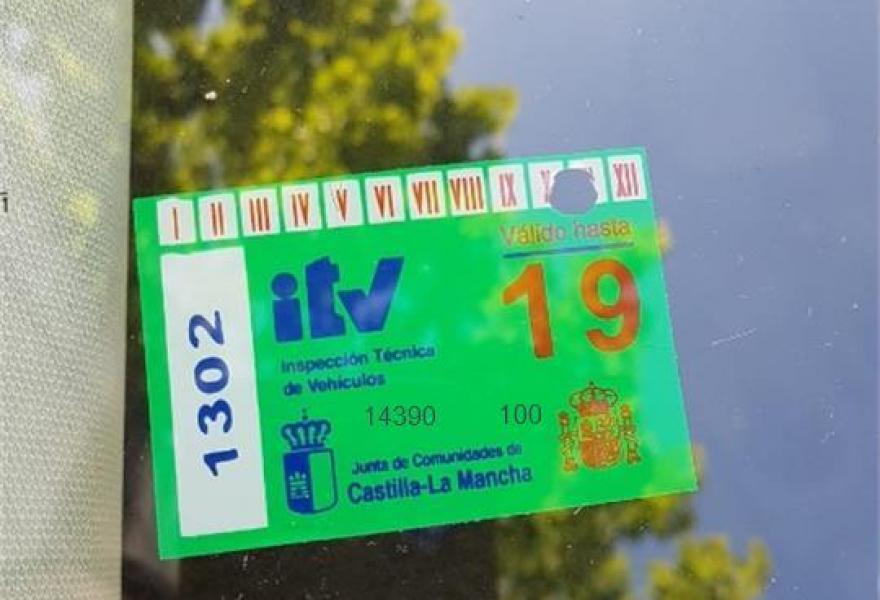 I II III IV V VI VII VIII IX XII
Válido hasta
19
itv
Inspección Técnica
de Vehículos
1302
14390 100
Junta de Comunidades de
Castilla-La Mancha
1